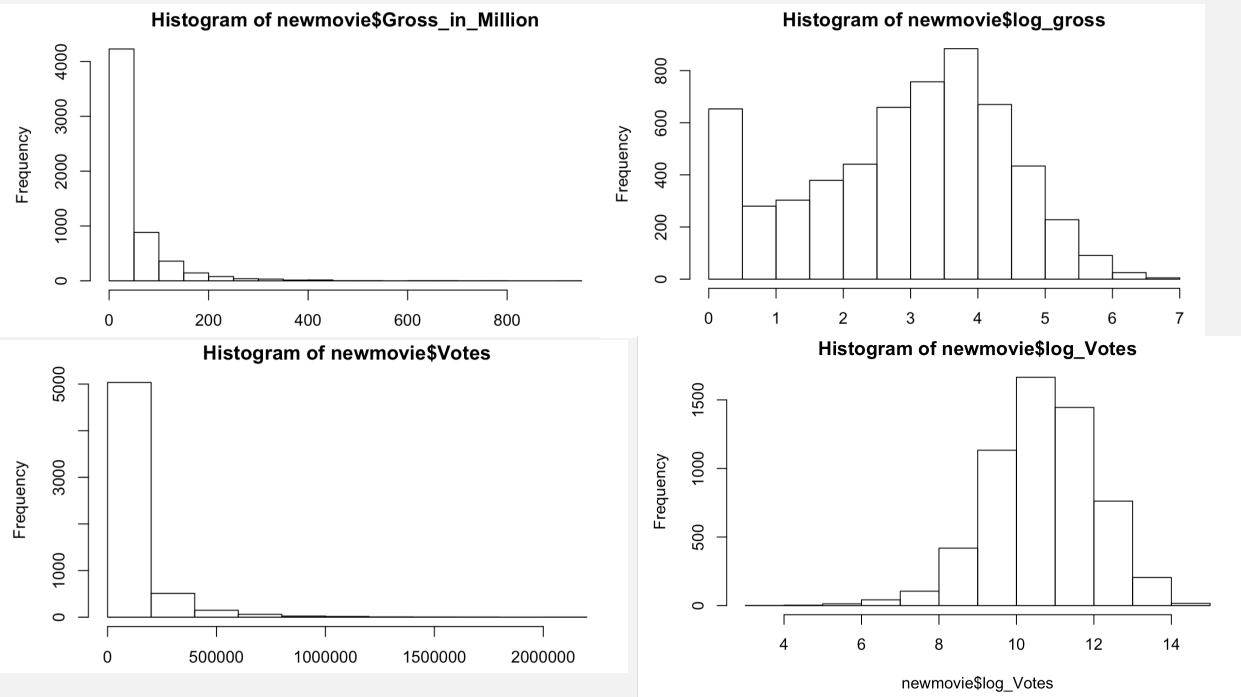 Histogram of newmovie$Gross_in_Million
Frequency
4000
3000
2000
1000
0
0 200 400 600 800
Histogram of newmovie$log_gross
Frequency
800
600
400
200
0
0 1 2 3 4 5 6 7
Histogram of newmovie$Votes
Frequency
5000
3000
1000
0
0 500000 1000000 1500000 2000000
Histogram of newmovie$log_Votes
Frequency
1500
1000
500
0
4 6 8 10 12 14
newmovie$log_Votes